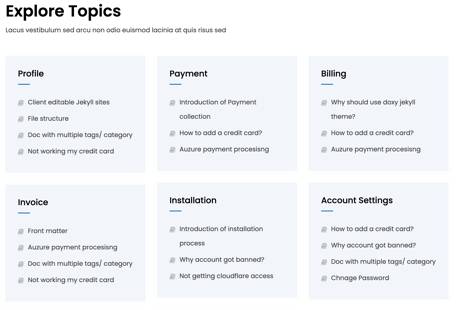 Explore Topics
Lacus vestibulum sed arcu non odio euismod lacinia at quis risus sed
Profile
Client editable Jekyll sites
File structure
Doc with multiple tags/ category
Not working my credit card
Payment
Introduction of Payment
collection
How to add a credit card?
Auzure payment procesisng
Billing
Why should use doxy jekyll
theme?
How to add a credit card?
Auzure payment procesisng
Invoice
Front matter
Auzure payment procesisng
Doc with multiple tags/ category
Not working my credit card
Installation
Introduction of Installation
process
Why account got banned?
Not getting cloudflare access
Account Settings
How to add a credit card?
Why account got banned?
Doc with multiple tags/ category
Chnage Password